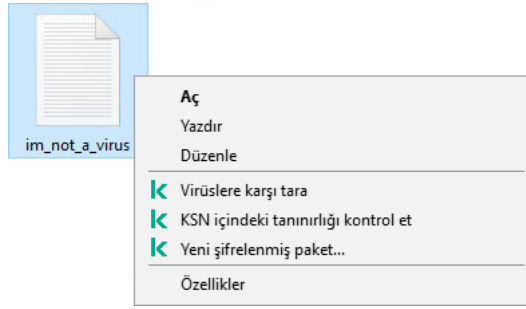 im_not_a_virus
Aç
Yazdır
Düzenle
Virüslere karşı tara
KSN içindeki tanınırlığı kontrol et
Yeni şifrelenmiş paket...
Özellikler